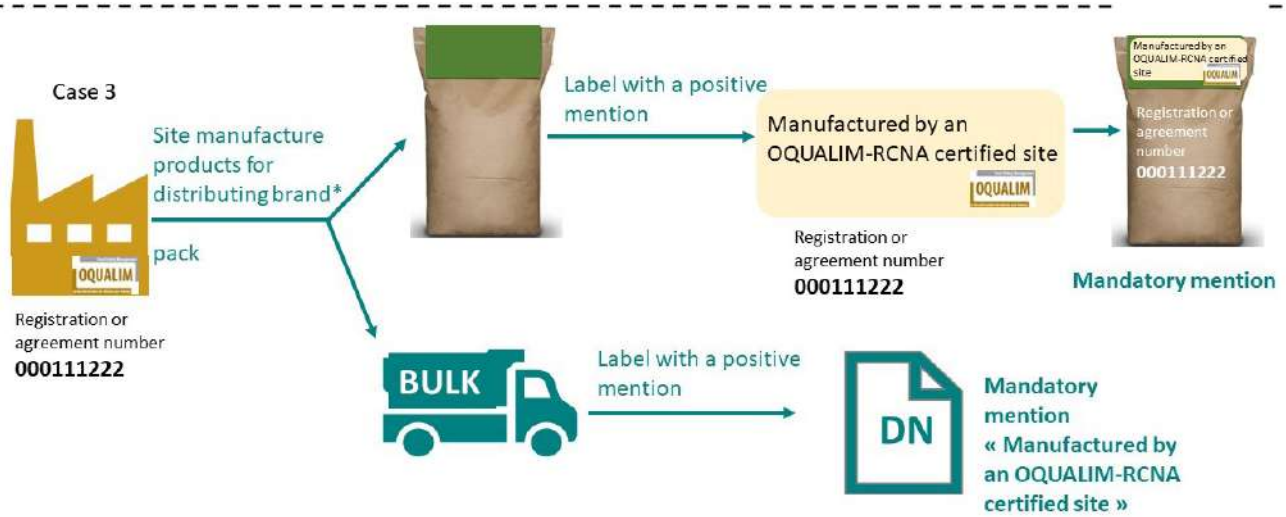 Case 3
OQUALIM
Registration or
agreement number
000111222
Site manufacture
products for
distributing brand*
pack
Label with a positive
mention
Manufactured by an
OQUALIM-RCNA certified site
OQUALIM
Registration or
agreement number
000111222
Manufactured by an
OQUALIM-RCNA certified
site
OQUALIM
Registration or
agreement
number
000111222
Mandatory mention
BULK
Label with a positive
mention
DN
Mandatory
mention
« Manufactured by
an OQUALIM-RCNA
certified site »